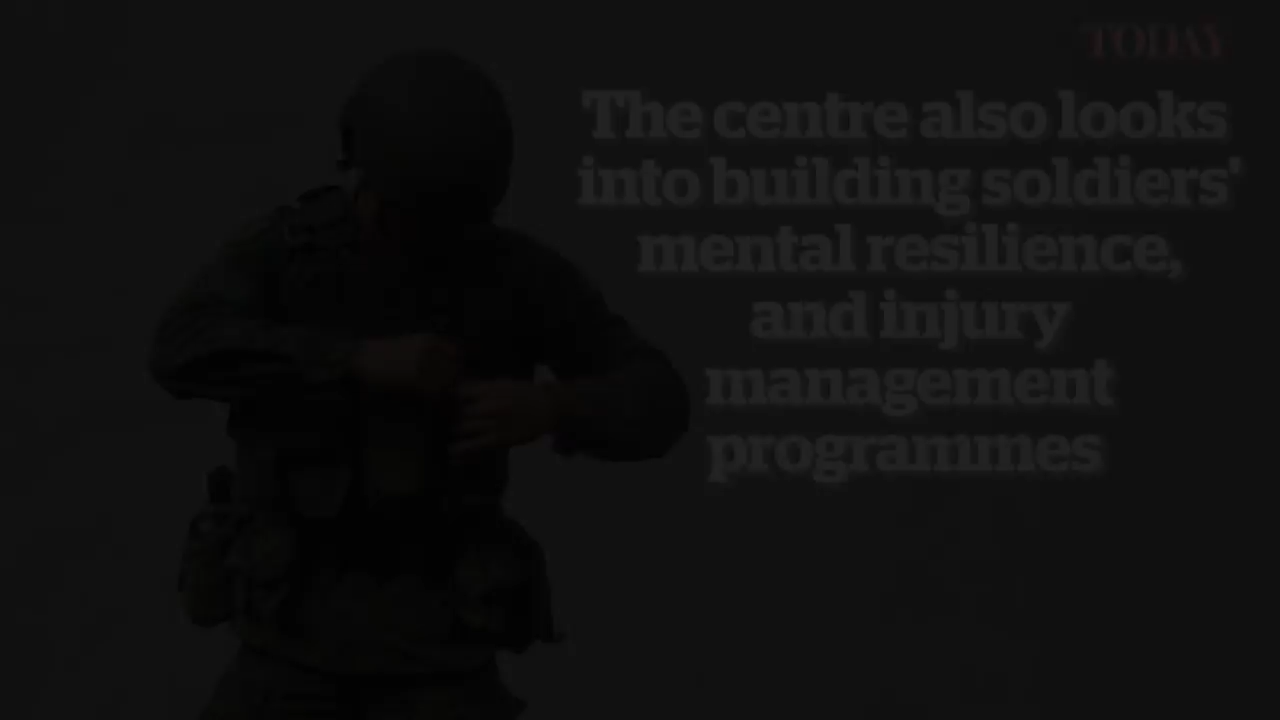 TODAY
The centre also looks
into building soldiers'
mental resilience,
and injury
management
programmes